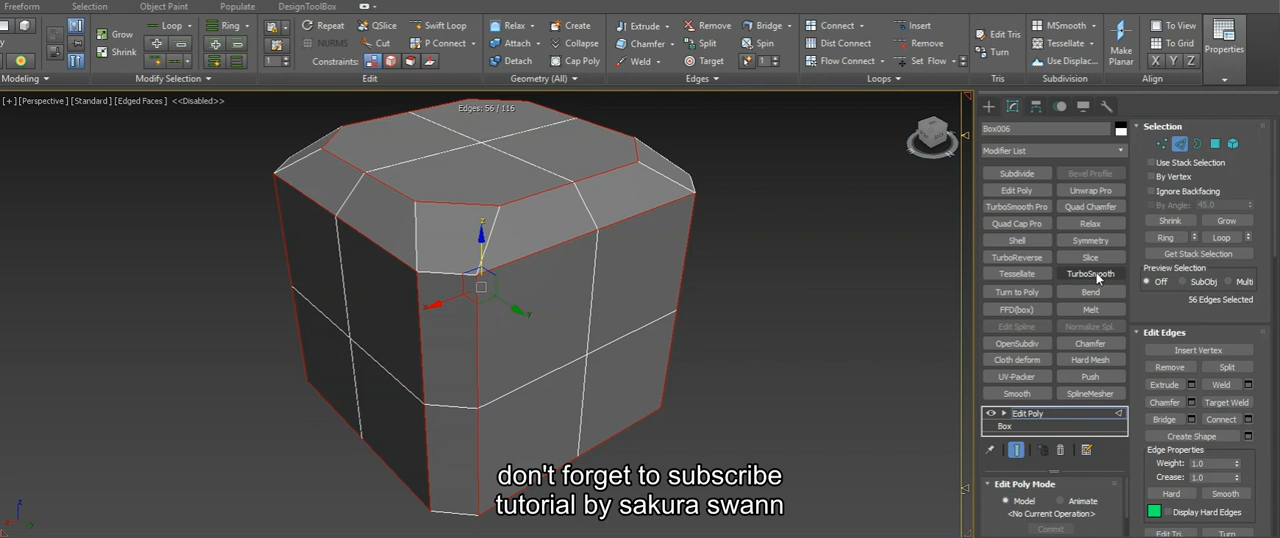 Freeform Selection Object Paint Populate DesignToolBox
Loop Ring Repeat QSlice Swift Loop Relax Create Extrude Remove Bridge Connect Insert MSmooth To View
Grow NURMS Cut P Connect Attach Collapse Chamfer Split Spin Dist Connect Remove Edit Tris Tessellate To Grid Make Planar Properties
Shrink Constraints: Detach Cap Poly Weld Target 1 Flow Connect Set Flow Turn Use Displac... X Y Z
Modeling Modify Selection Edit Geometry (All) Edges Loops Tris Subdivision Align
[+] [Perspective] [Standard] [Edged Faces] <<Disabled>>
Edges: 56 / 116
Box006
Modifier List
Subdivide Bevel Profile
Edit Poly Unwrap Pro
TurboSmooth Pro Quad Chamfer
Quad Cap Pro Relax
Shell Symmetry
TurboReverse Slice
Tessellate TurboSmooth
Turn to Poly Bend
FFD(box) Melt
Edit Spline Normalize Spl.
OpenSubdiv Chamfer
Cloth deform Hard Mesh
UV-Packer Push
Smooth SplineMesher
Edit Poly
Box
Edit Poly Mode
Model Animate
<No Current Operation>
Commit
Selection
Use Stack Selection
By Vertex
Ignore Backfacing
By Angle: 45.0
Shrink Grow
Ring Loop
Get Stack Selection
Preview Selection
Off SubObj Multi
56 Edges Selected
Edit Edges
Insert Vertex
Remove Split
Extrude Weld
Chamfer Target Weld
Bridge Connect
Create Shape
Edge Properties
Weight: 1.0
Crease: 1.0
Hard Smooth
Display Hard Edges
Edit Tri. Turn
z
x
y
don't forget to subscribe
tutorial by sakura swann